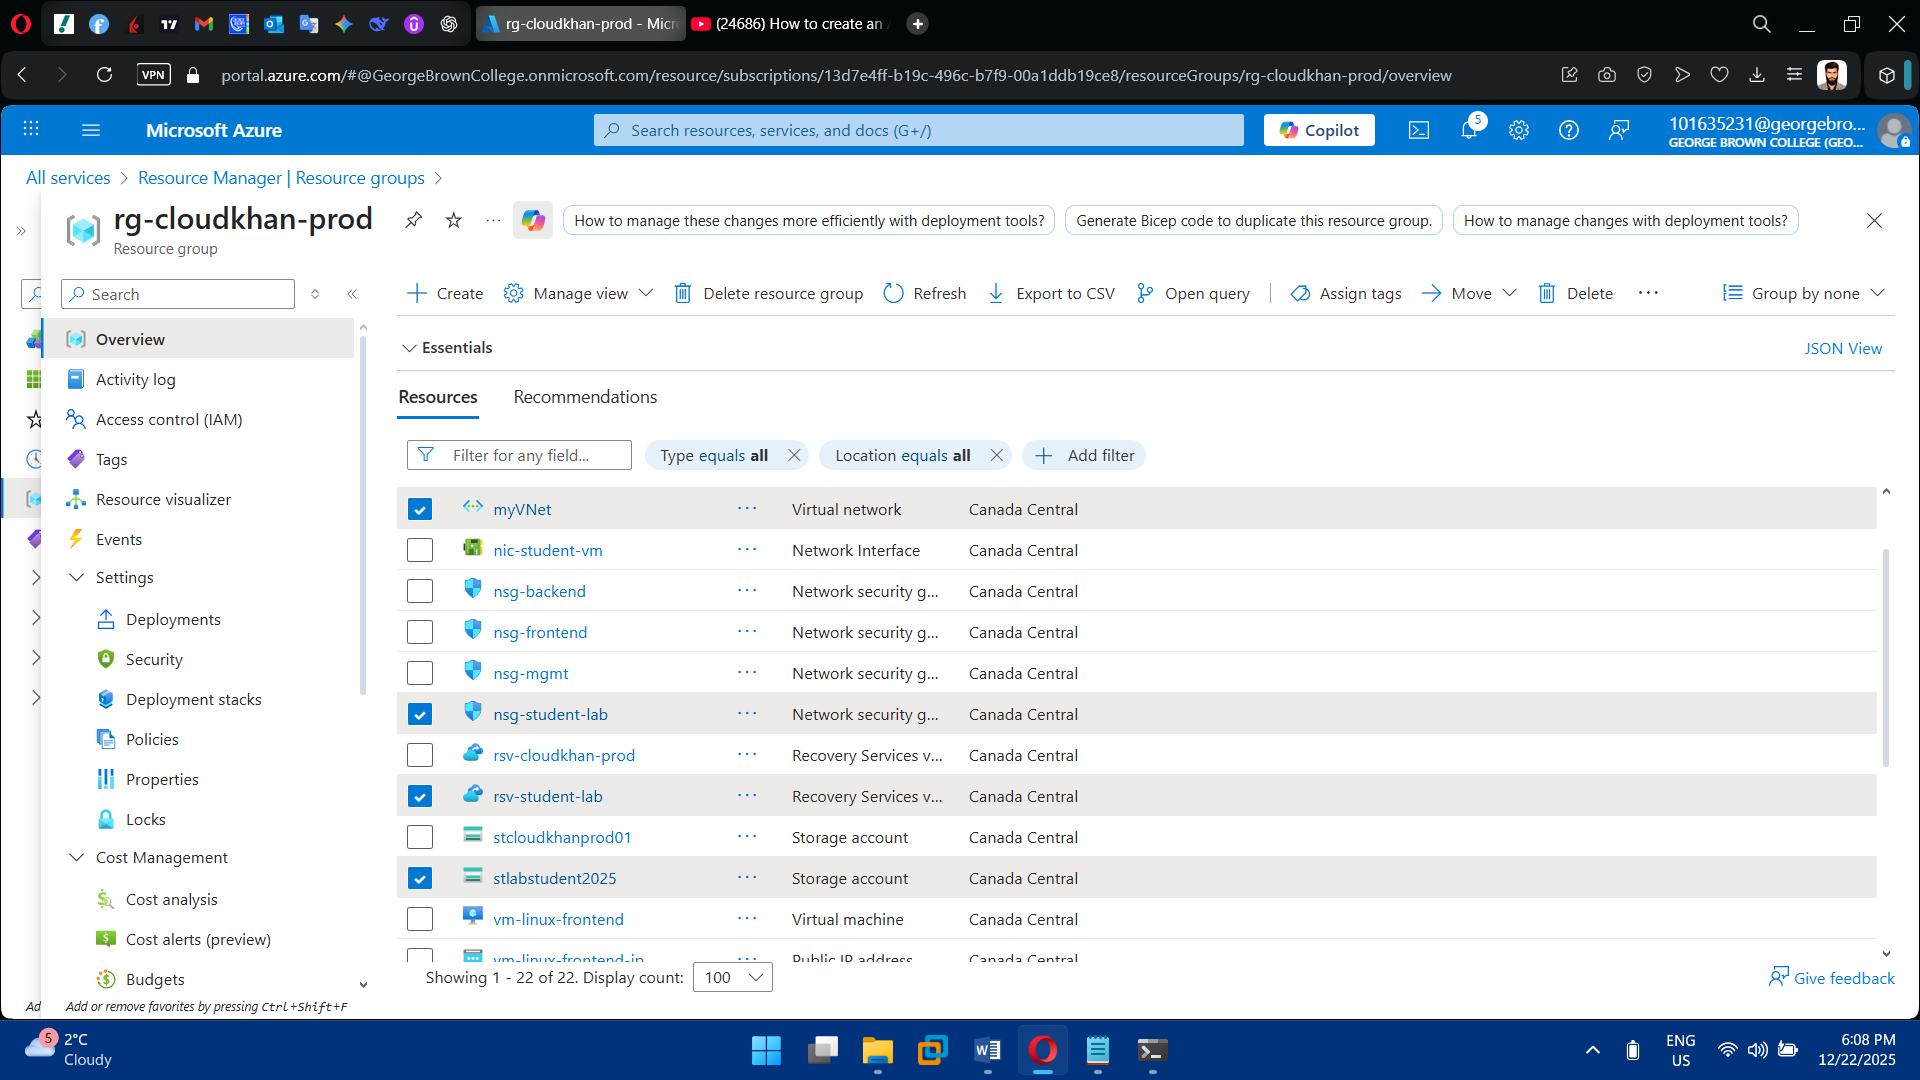 rg-cloudkhan-prod - Micr
(24686) How to create an
VPN
portal.azure.com/#@GeorgeBrownCollege.onmicrosoft.com/resource/subscriptions/13d7e4ff-b19c-496c-b7f9-00a1ddb19ce8/resourceGroups/rg-cloudkhan-prod/overview
Microsoft Azure
Search resources, services, and docs (G+/)
Copilot
5
101635231@georgebro...
GEORGE BROWN COLLEGE (GEO...
All services > Resource Manager | Resource groups >
rg-cloudkhan-prod
Resource group
How to manage these changes more efficiently with deployment tools?
Generate Bicep code to duplicate this resource group.
How to manage changes with deployment tools?
Search
Create
Manage view
Delete resource group
Refresh
Export to CSV
Open query
Assign tags
Move
Delete
Group by none
Overview
Activity log
Access control (IAM)
Tags
Resource visualizer
Events
Settings
Deployments
Security
Deployment stacks
Policies
Properties
Locks
Cost Management
Cost analysis
Cost alerts (preview)
Budgets
Ad
Add or remove favorites by pressing Ctrl+Shift+F
Essentials
JSON View
Resources
Recommendations
Filter for any field...
Type equals all
Location equals all
Add filter
myVNet ... Virtual network Canada Central
nic-student-vm ... Network Interface Canada Central
nsg-backend ... Network security g... Canada Central
nsg-frontend ... Network security g... Canada Central
nsg-mgmt ... Network security g... Canada Central
nsg-student-lab ... Network security g... Canada Central
rsv-cloudkhan-prod ... Recovery Services v... Canada Central
rsv-student-lab ... Recovery Services v... Canada Central
stcloudkhanprod01 ... Storage account Canada Central
stlabstudent2025 ... Storage account Canada Central
vm-linux-frontend ... Virtual machine Canada Central
vm-linux-frontend-ip ... Public IP address Canada Central
Showing 1 - 22 of 22. Display count: 100
Give feedback
5
2°C
Cloudy
ENG
US
6:08 PM
12/22/2025